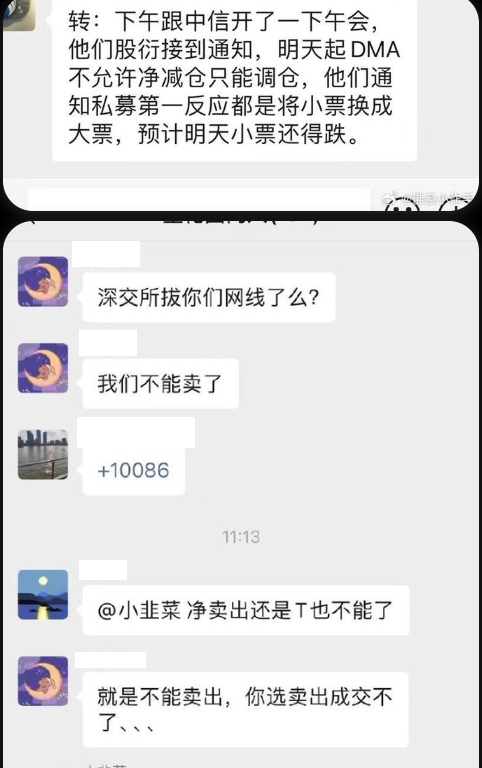 转：下午跟中信开了一下午会，
他们股衍接到通知，明天起DMA
不允许净减仓只能调仓，他们通
知私募第一反应都是将小票换成
大票，预计明天小票还得跌。
深交所拔你们网线了么?
我们不能卖了
+10086
11:13
@小韭菜 净卖出还是T也不能了
就是不能卖出，你选卖出成交不
了、、、